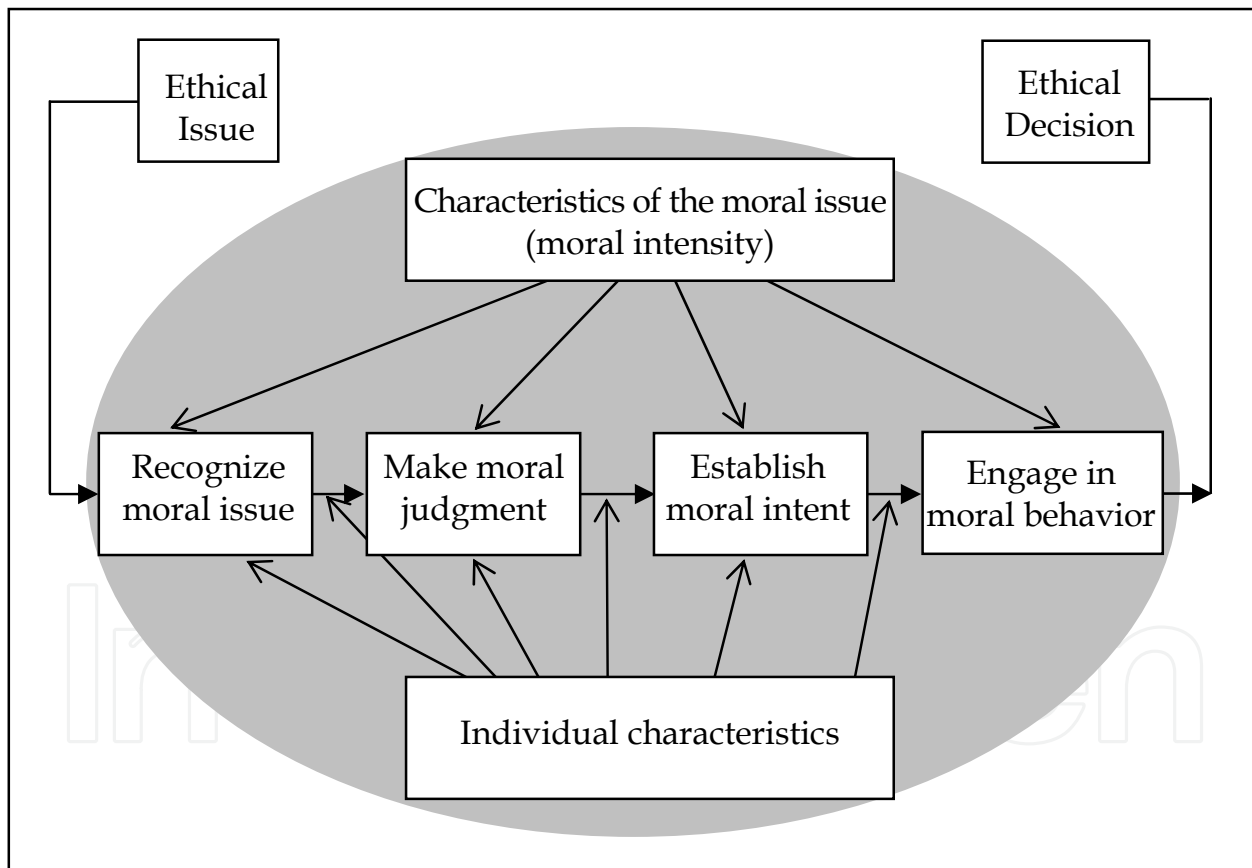 Ethical
Issue
Ethical
Decision
Characteristics of the moral issue
(moral intensity)
Recognize
moral issue
Make moral
judgment
Establish
moral intent
Engage in
moral behavior
Individual characteristics